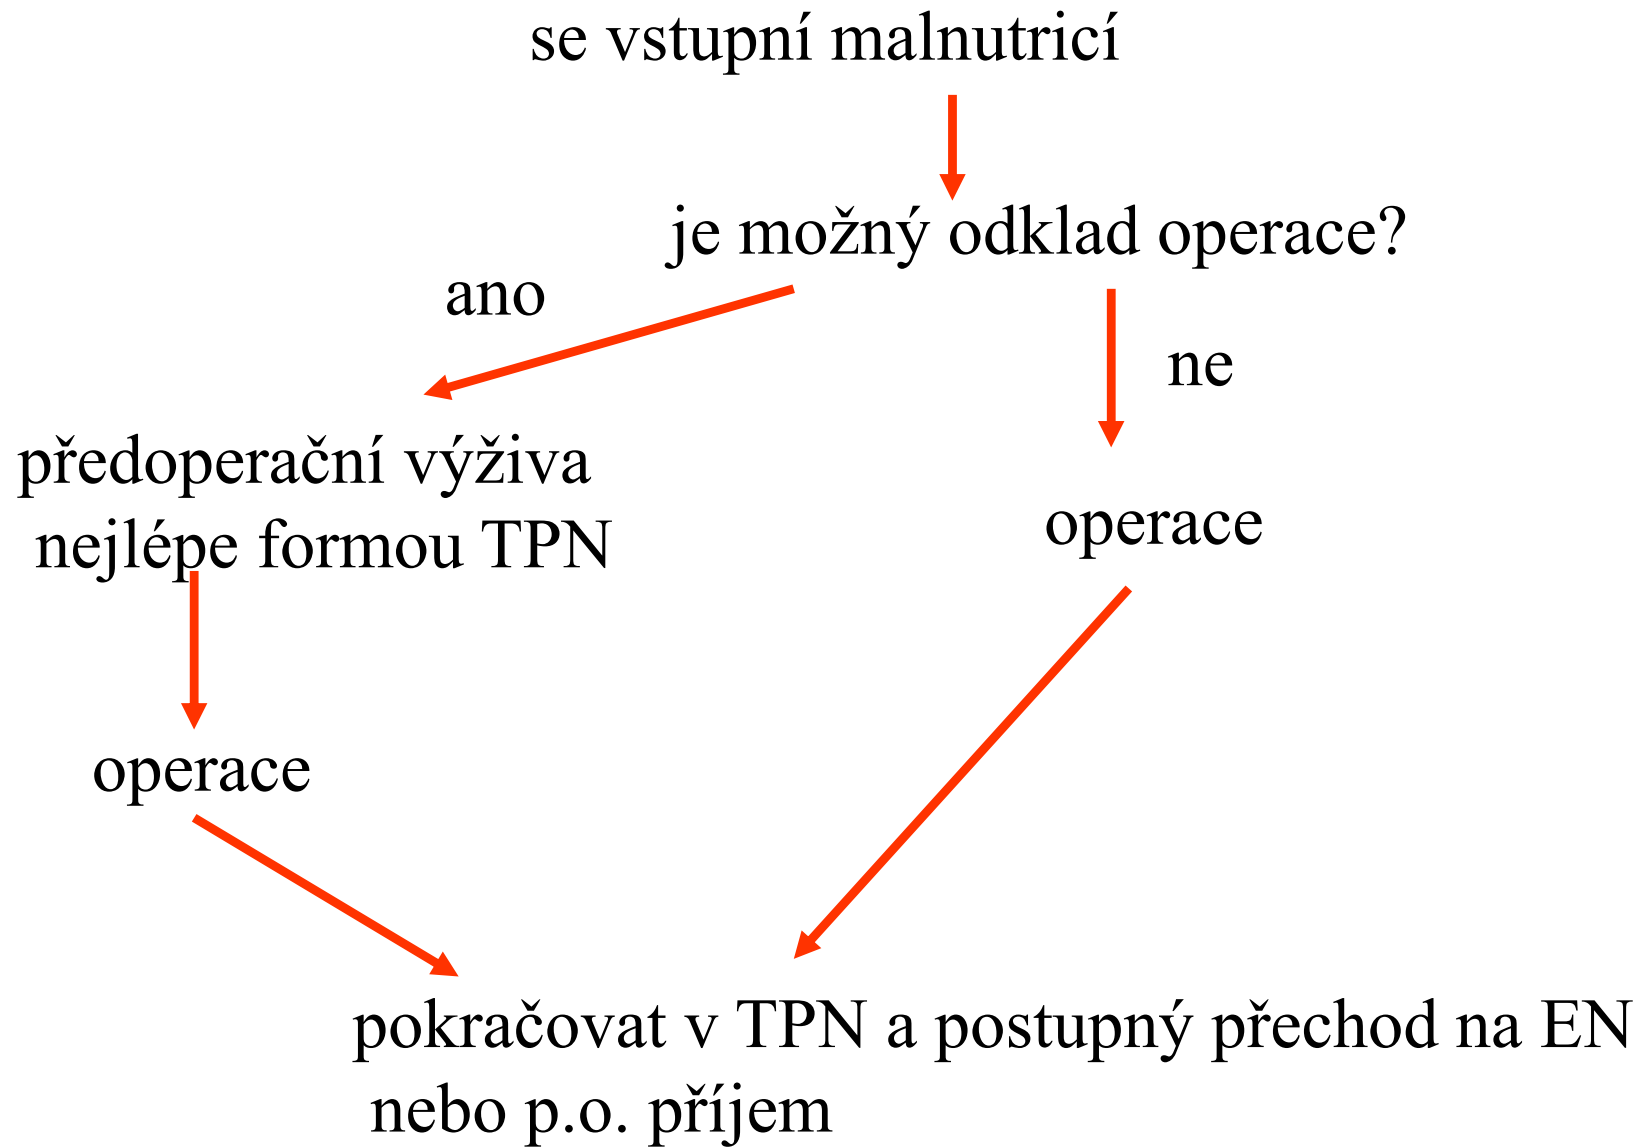 se vstupní malnutricí
je možný odklad operace?
ano
ne
předoperační výživa
nejlépe formou TPN
operace
operace
pokračovat v TPN a postupný přechod na EN
nebo p.o. příjem